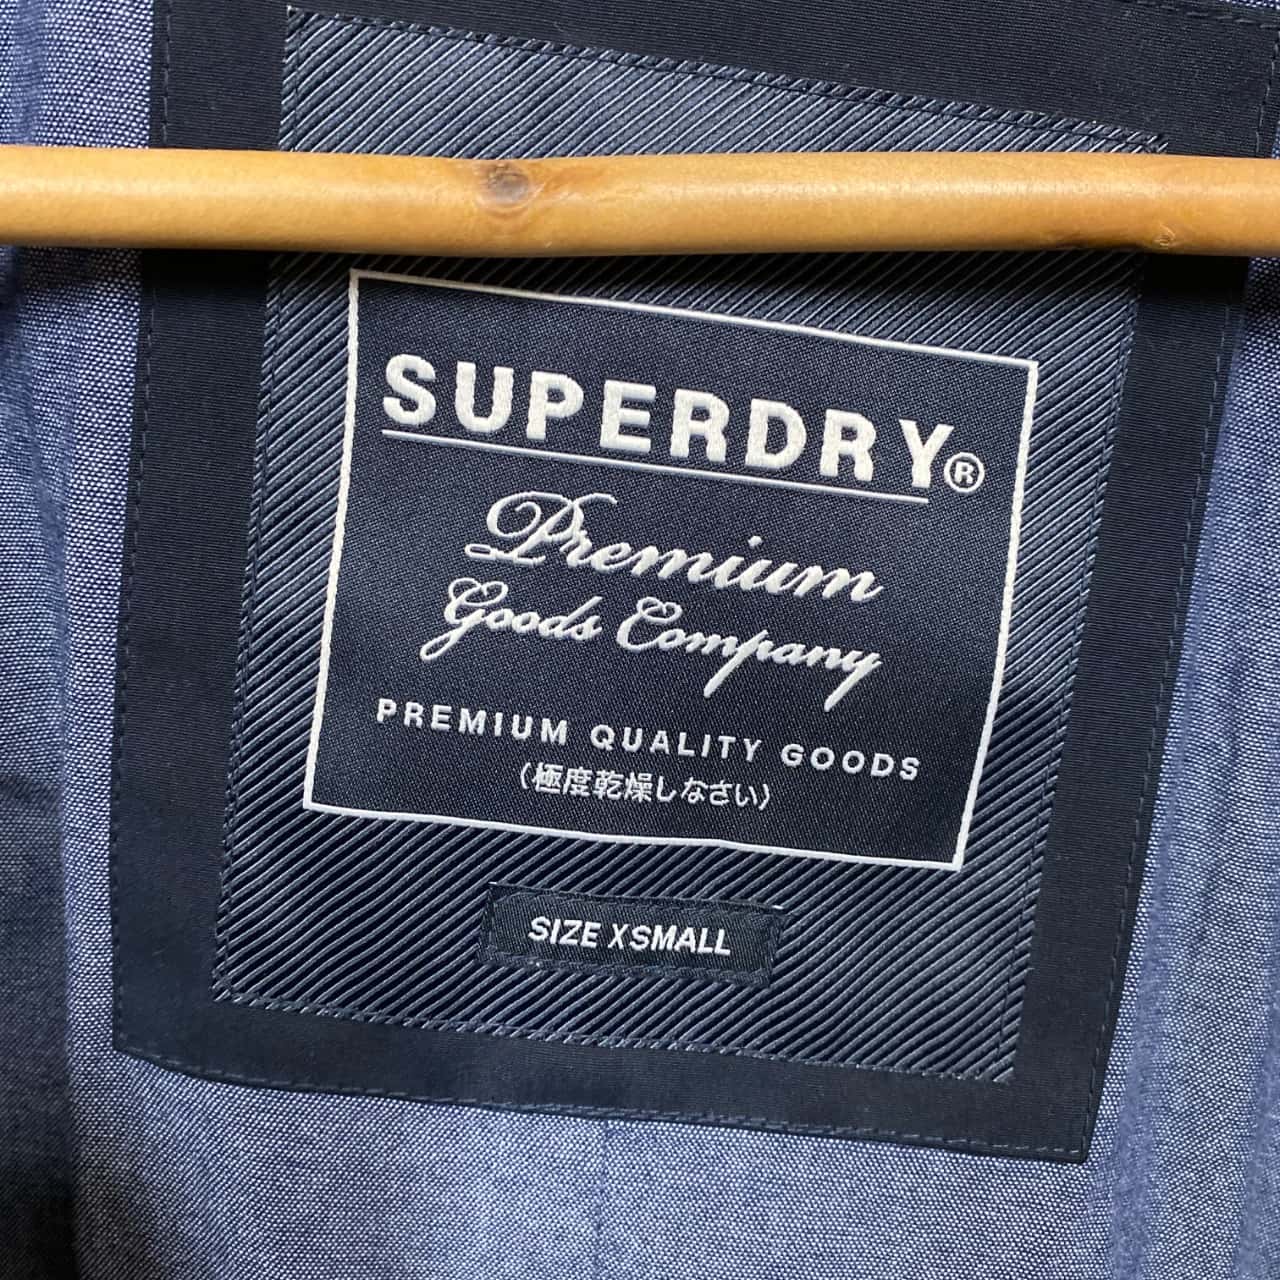 SUPERDRY®
Premium
Goods Company
PREMIUM QUALITY GOODS
(極度乾燥しなさい)
SIZE XSMALL